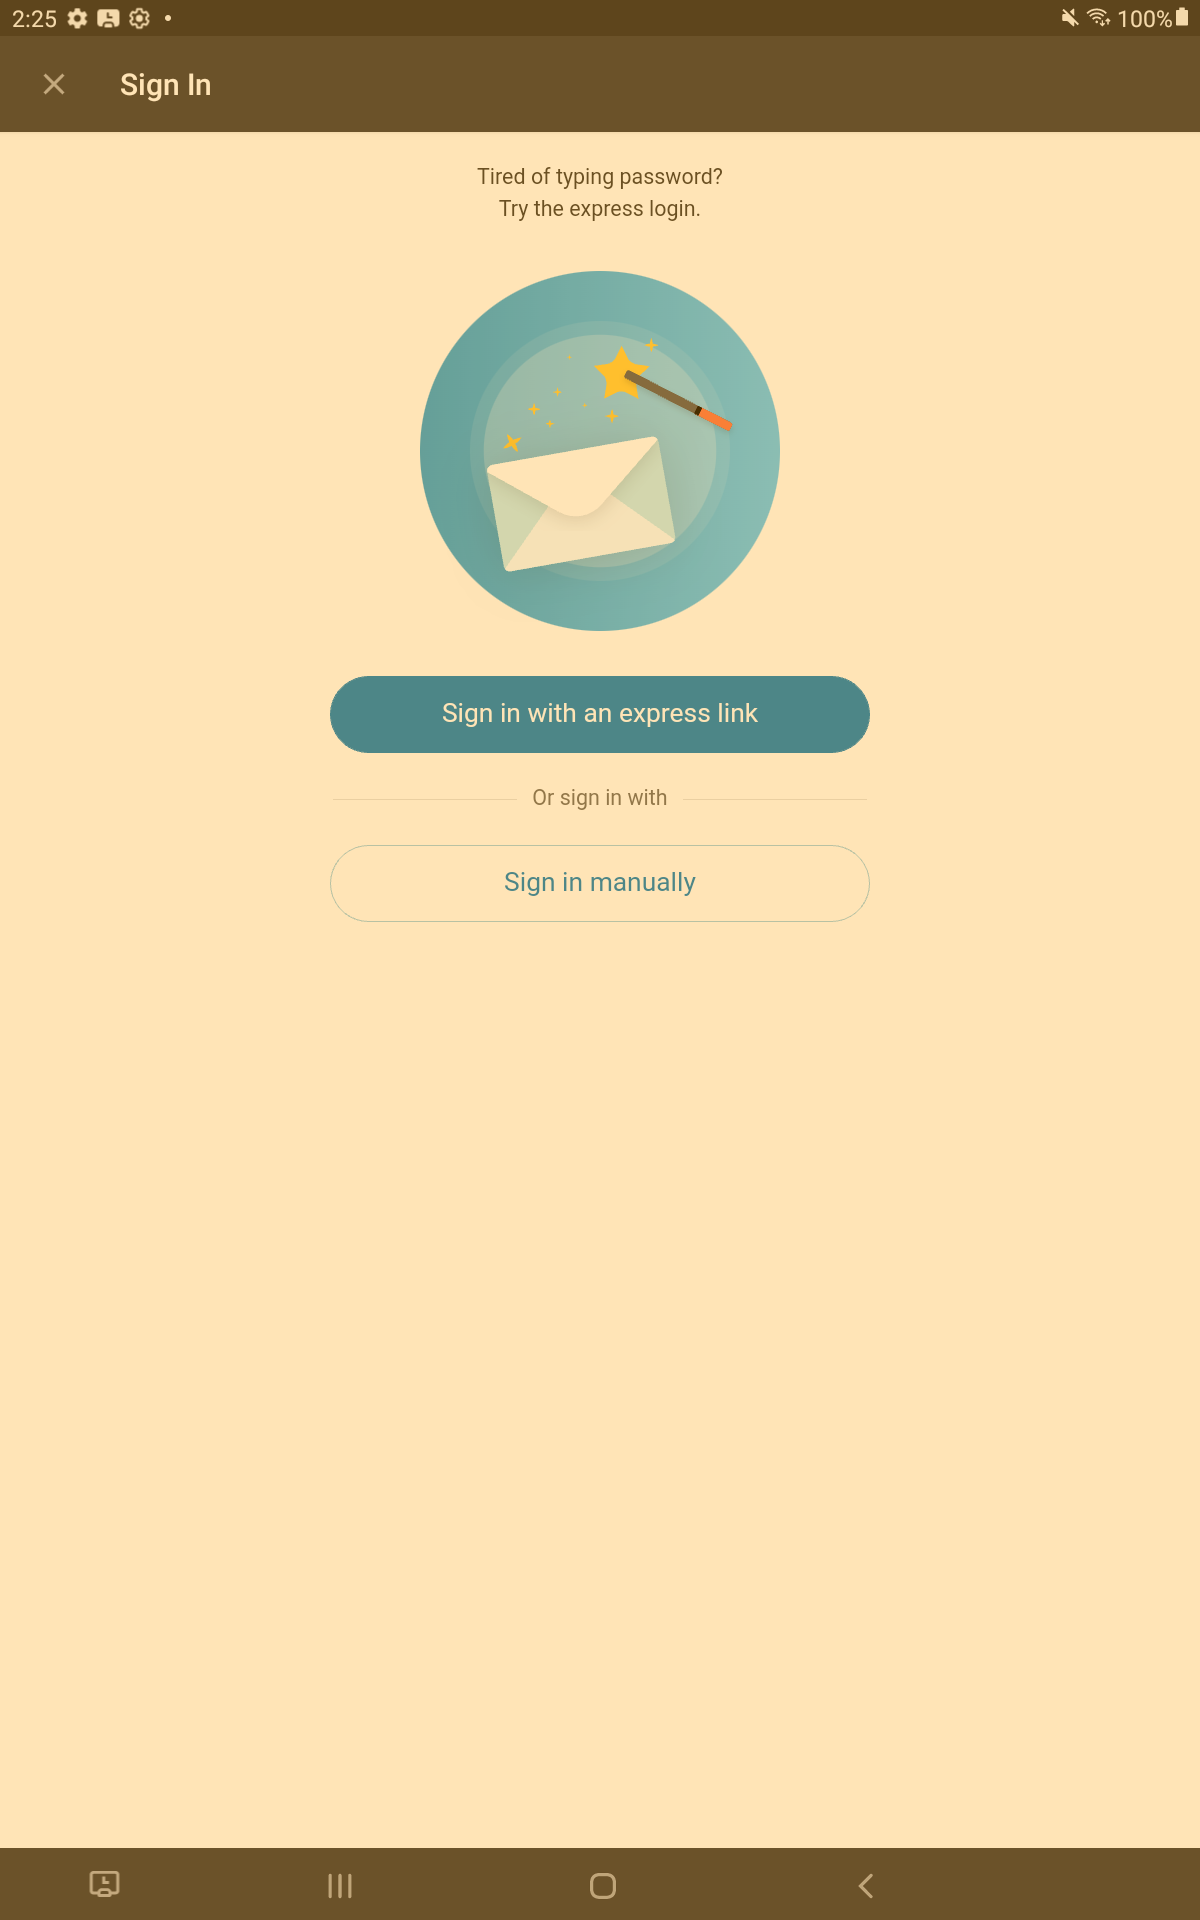 2:25
100%
Sign In
Tired of typing password?
Try the express login.
Sign in with an express link
Or sign in with
Sign in manually